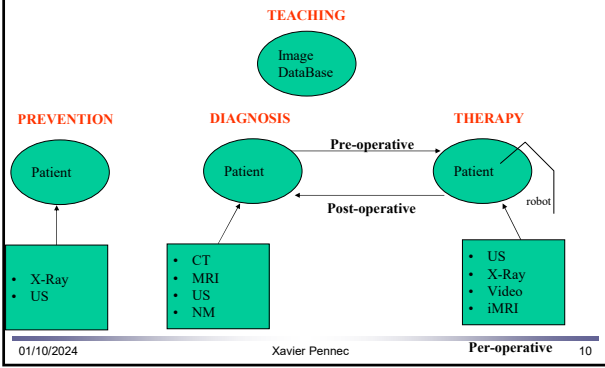 TEACHING
Image
DataBase
PREVENTION
DIAGNOSIS
THERAPY
Patient
Patient
Pre-operative
Patient
Post-operative
robot
• X-Ray
• US
• CT
• MRI
• US
• NM
• US
• X-Ray
• Video
• iMRI
Per-operative
01/10/2024
Xavier Pennec
10